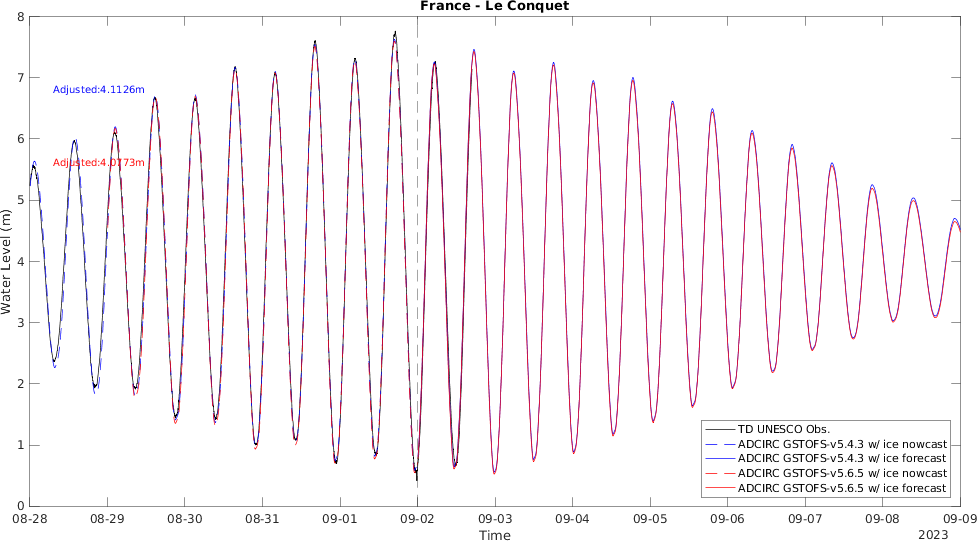 France - Le Conquet
8
7
6
5
4
3
2
1
0
Water Level (m)
Adjusted:4.1126m
Adjusted:4.0773m
TD UNESCO Obs.
ADCIRC GSTOFS-v5.4.3 w/ ice nowcast
ADCIRC GSTOFS-v5.4.3 w/ ice forecast
ADCIRC GSTOFS-v5.6.5 w/ ice nowcast
ADCIRC GSTOFS-v5.6.5 w/ ice forecast
08-28 08-29 08-30 08-31 09-01 09-02 09-03 09-04 09-05 09-06 09-07 09-08 09-09
Time
2023